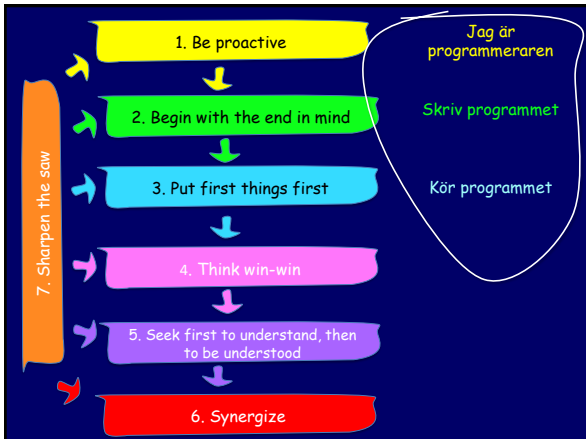 1. Be proactive
Jag är
programmeraren
2. Begin with the end in mind
Skriv programmet
3. Put first things first
Kör programmet
4. Think win-win
5. Seek first to understand, then
to be understood
6. Synergize
7. Sharpen the saw